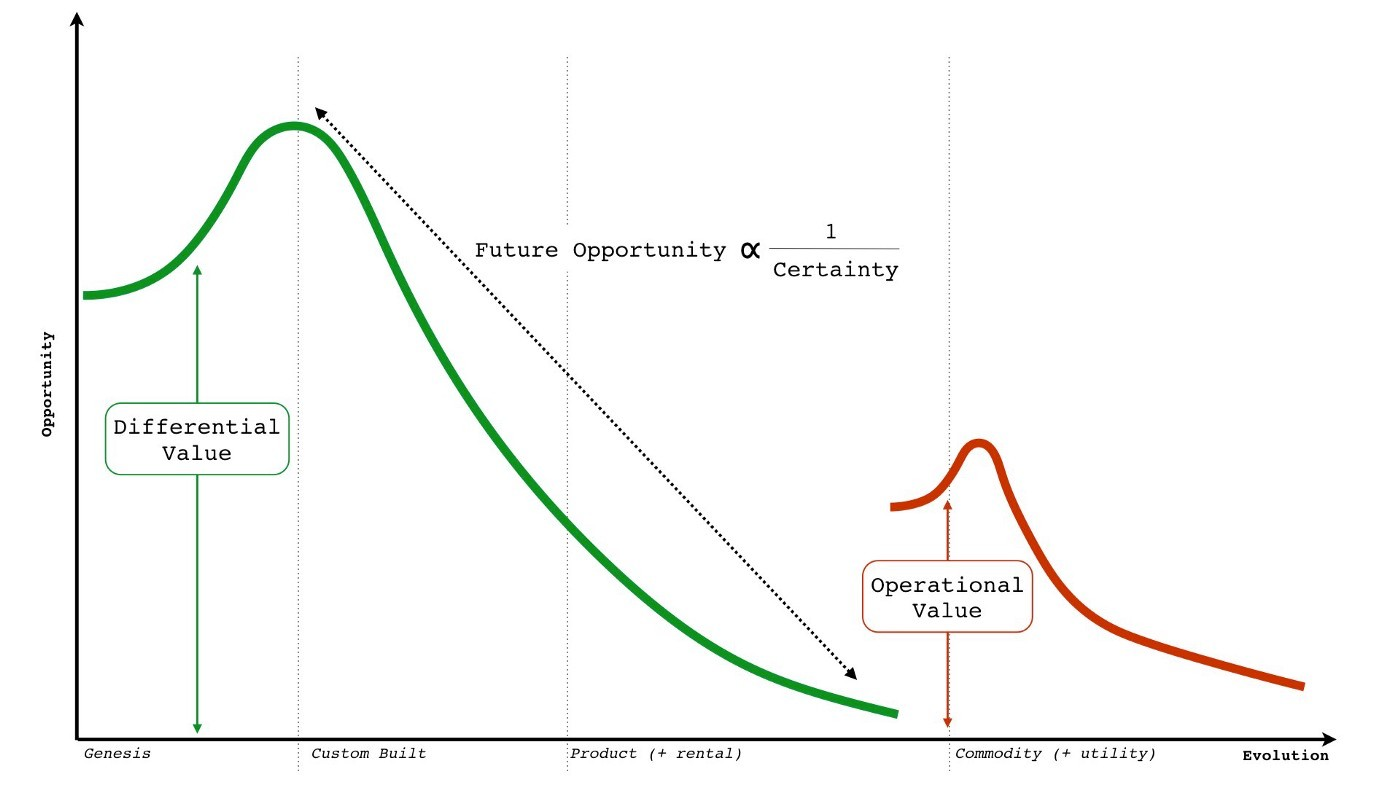 1
Future Opportunity ∝
Certainty
Opportunity
Differential
Value
Operational
Value
Genesis
Custom Built
Product (+ rental)
Commodity (+ utility)
Evolution